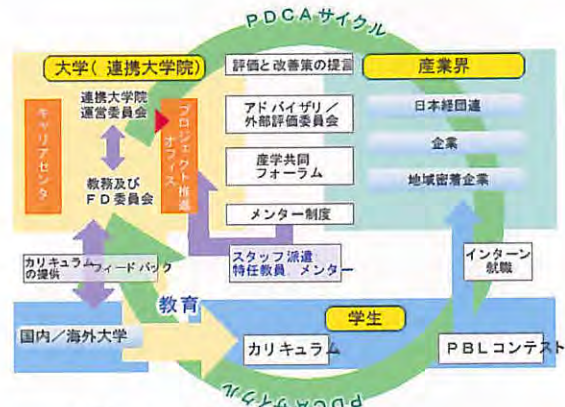 PDCAサイクル
大学(連携大学院)
評価と改善策の提言
産業界
キャリアセンタ
連携大学院
運営委員会
プロジェクト推進
オフィス
アドバイザリ/
外部評価委員会
日本経団連
企業
産学共同
フォーラム
教務及び
FD委員会
地域密着企業
メンター制度
カリキュラム
の提供
フィードバック
スタッフ派遣
特任教員、メンター
インターン
就職
教育
学生
国内/海外大学
カリキュラム
PBLコンテスト
PDCAサイクル